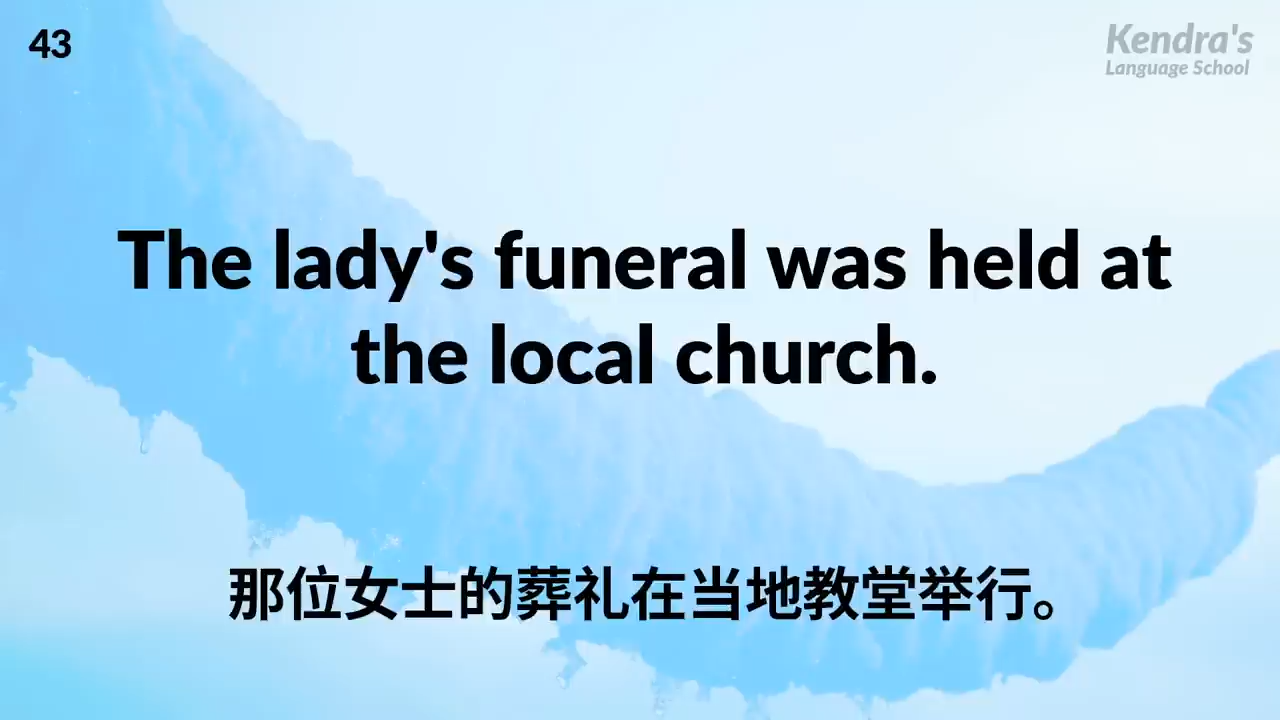 43
Kendra's
Language School
The lady's funeral was held at
the local church.
那位女士的葬礼在当地教堂举行。